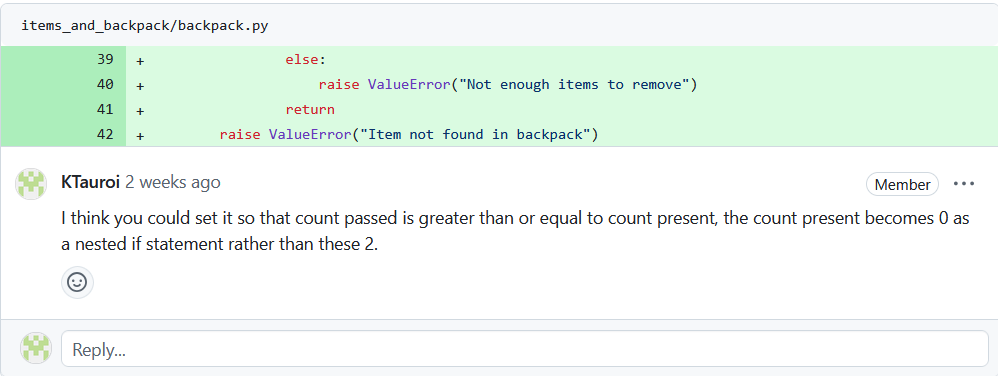 items_and_backpack/backpack.py
39 + else:
40 + raise ValueError("Not enough items to remove")
41 + return
42 + raise ValueError("Item not found in backpack")
KTauroi 2 weeks ago
Member
I think you could set it so that count passed is greater than or equal to count present, the count present becomes 0 as
a nested if statement rather than these 2.
Reply...